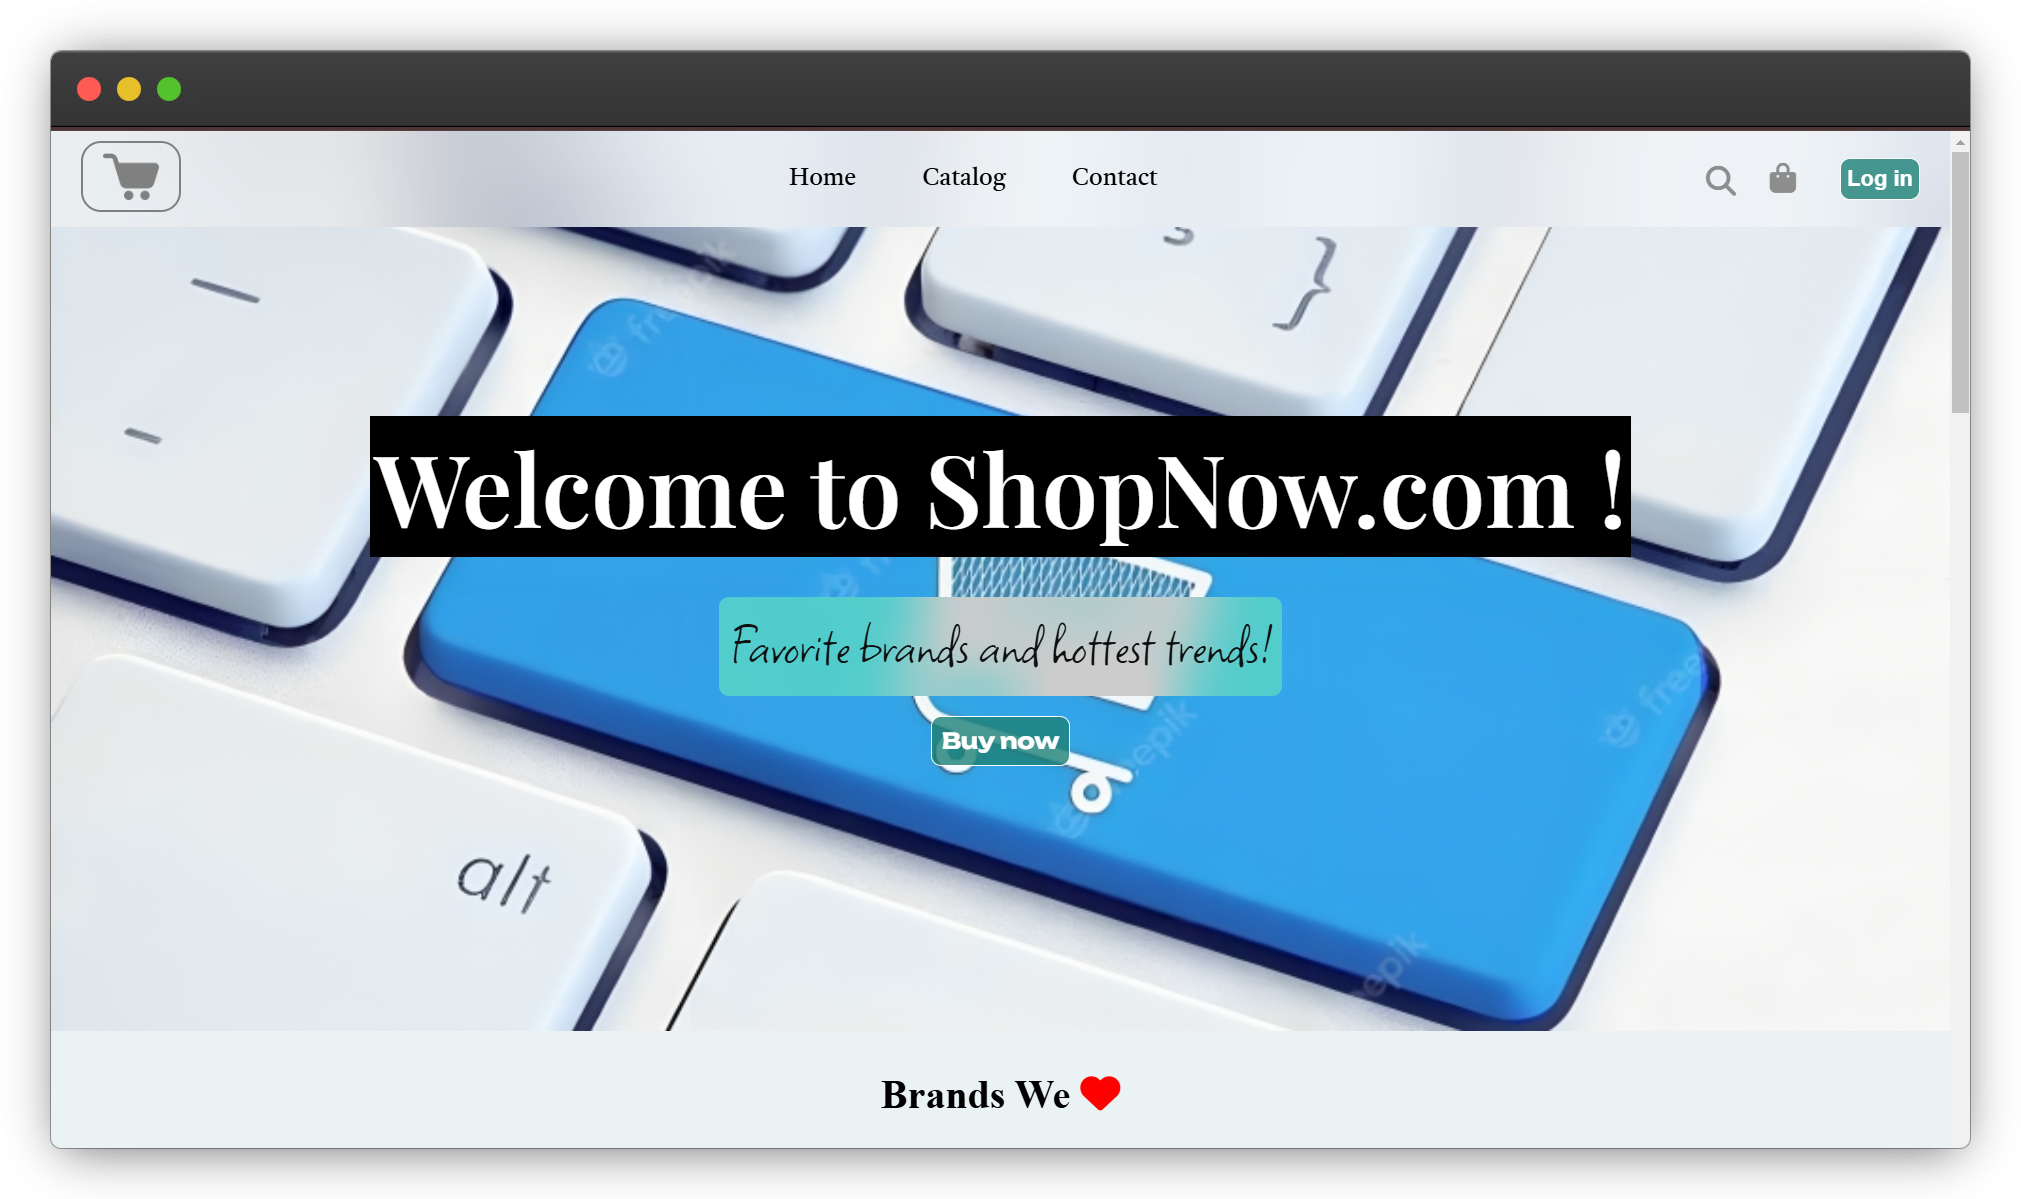 Home Catalog Contact Log in
s }
freepik
Welcome to ShopNow.com !
Favorite brands and hottest trends!
Buy now
alt
Brands We